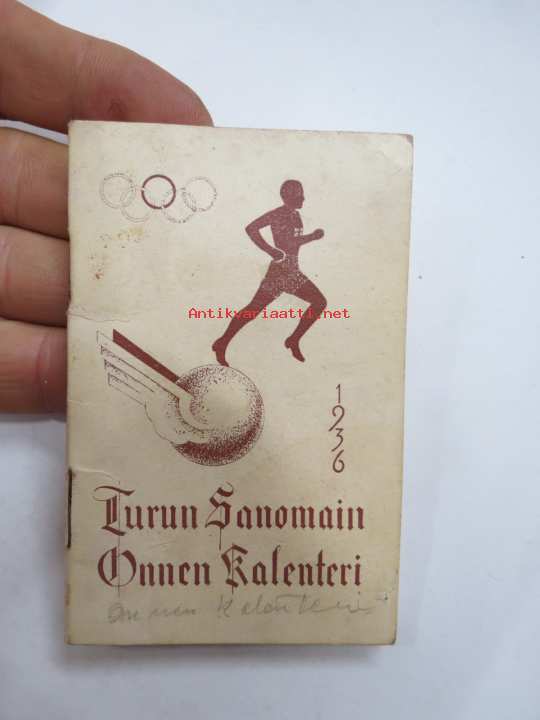 Antikvariaatti.net
1936
Turun Sanomain
Onnen Kalenteri
Onnen Kalenteri